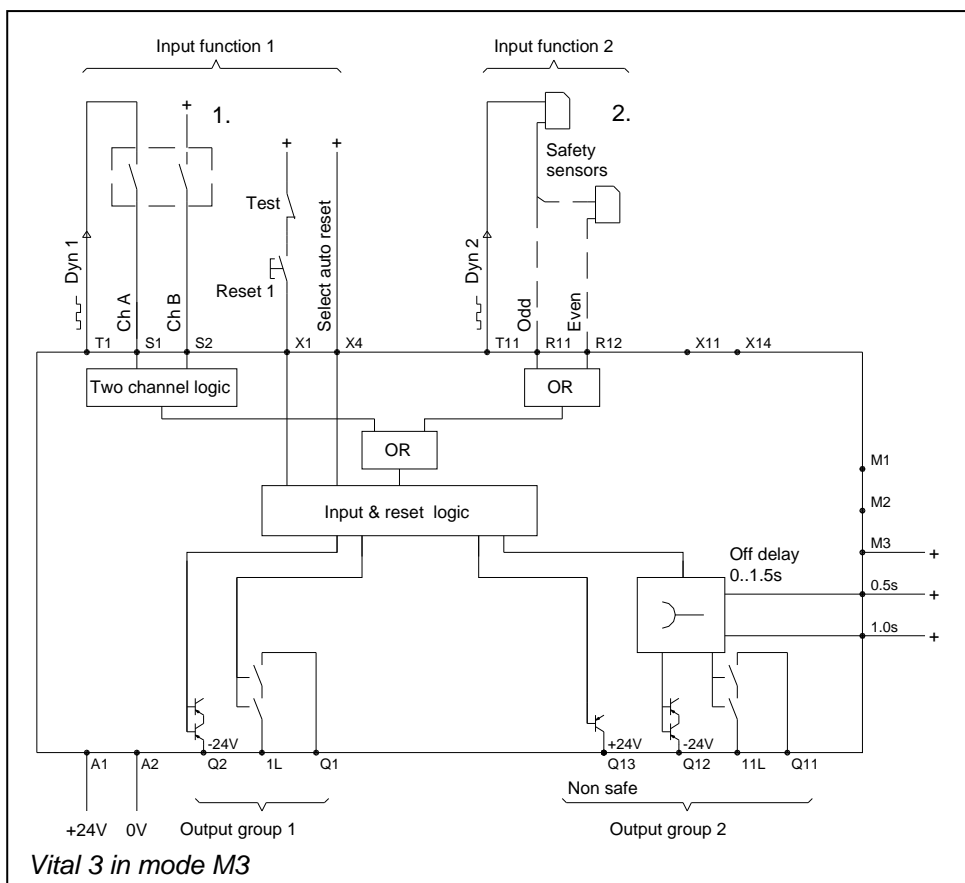 Input function 1
Input function 2
+
1.
2.
+
+
Safety
sensors
Test
Dyn 1
Ch A
Ch B
Reset 1
Select auto reset
Dyn 2
Odd
Even
T1
S1
S2
X1
X4
T11
R11
R12
X11
X14
Two channel logic
OR
OR
M1
Input & reset logic
M2
M3
+
Off delay
0..1.5s
0.5s
+
1.0s
+
-24V
+24V
-24V
A1
A2
Q2
1L
Q1
Q13
Q12
11L
Q11
Non safe
+24V
0V
Output group 1
Output group 2
Vital 3 in mode M3